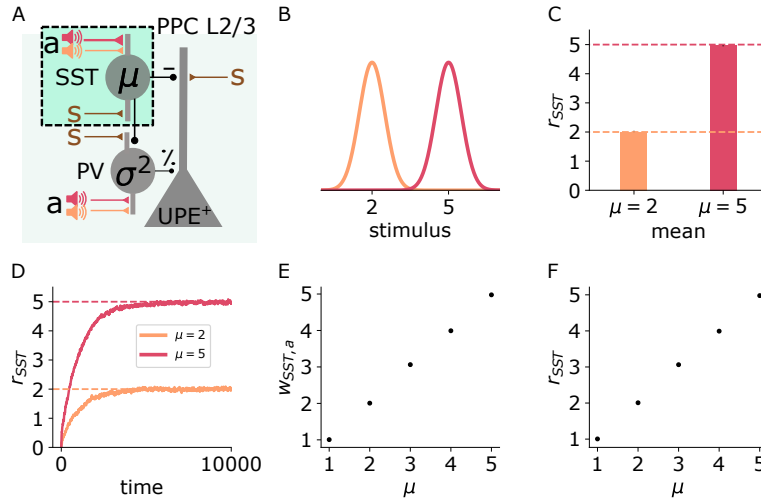 A
PPC L2/3
a
SST
μ
−
s
s
s
PV
σ²
٪
a
UPE⁺
B
2
5
stimulus
C
r_SST
5
4
3
2
1
0
μ = 2
μ = 5
mean
D
r_SST
5
4
3
2
1
0
μ = 2
μ = 5
0
10000
time
E
w_SST,a
5
4
3
2
1
1
2
3
4
5
μ
F
r_SST
5
4
3
2
1
1
2
3
4
5
μ